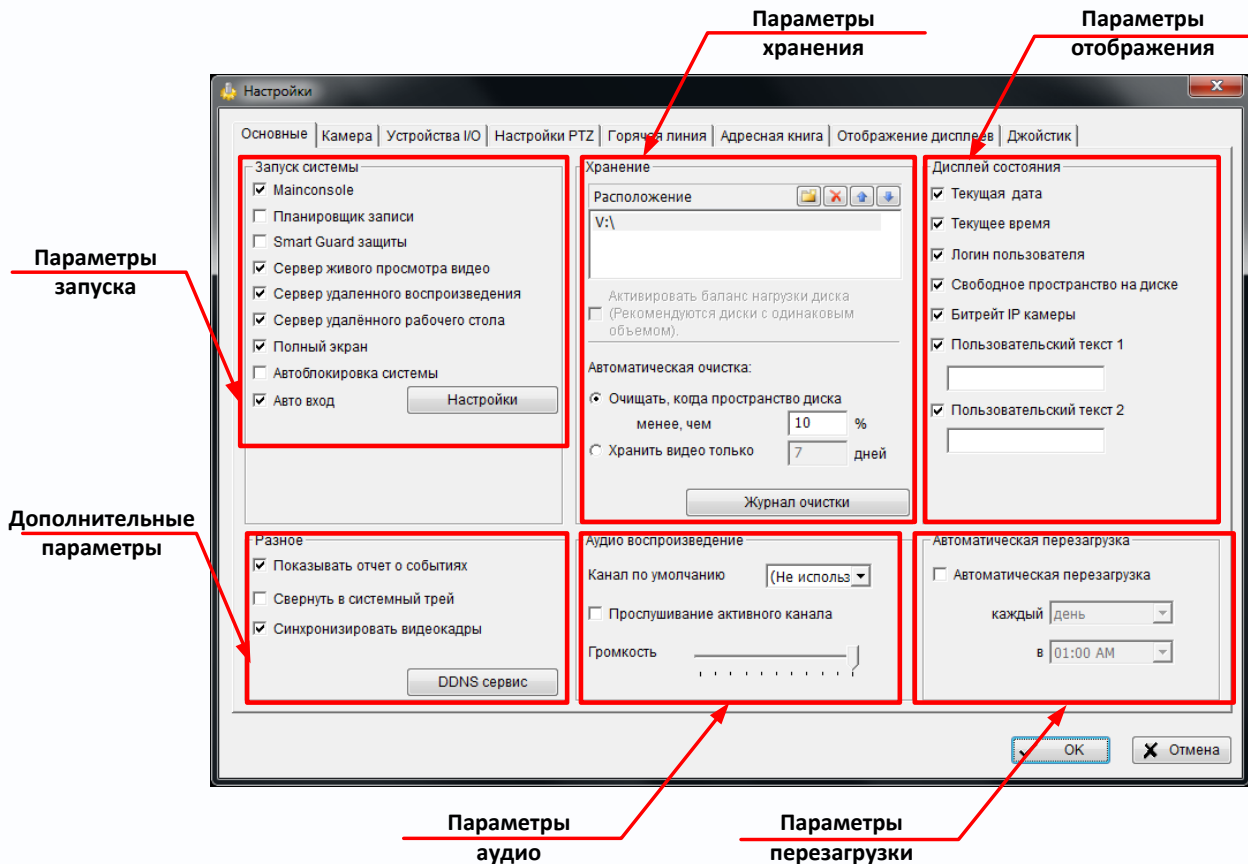 Параметры
хранения
Параметры
отображения
Настройки
Основные
Камера
Устройства I/O
Настройки PTZ
Горячая линия
Адресная книга
Отображение дисплеев
Джойстик
Параметры
запуска
Запуск системы
Mainconsole
Планировщик записи
Smart Guard защиты
Сервер живого просмотра видео
Сервер удаленного воспроизведения
Сервер удалённого рабочего стола
Полный экран
Автоблокировка системы
Авто вход
Настройки
Хранение
Расположение
V:\
Активировать баланс нагрузки диска
(Рекомендуются диски с одинаковым
объемом).
Автоматическая очистка:
Очищать, когда пространство диска
менее, чем 10 %
Хранить видео только 7 дней
Журнал очистки
Дисплей состояния
Текущая дата
Текущее время
Логин пользователя
Свободное пространство на диске
Битрейт IP камеры
Пользовательский текст 1
Пользовательский текст 2
Дополнительные
параметры
Разное
Показывать отчет о событиях
Свернуть в системный трей
Синхронизировать видеокадры
DDNS сервис
Аудио воспроизведение
Канал по умолчанию (Не использ
Прослушивание активного канала
Громкость
Автоматическая перезагрузка
Автоматическая перезагрузка
каждый день
в 01:00 AM
OK
Отмена
Параметры
аудио
Параметры
перезагрузки